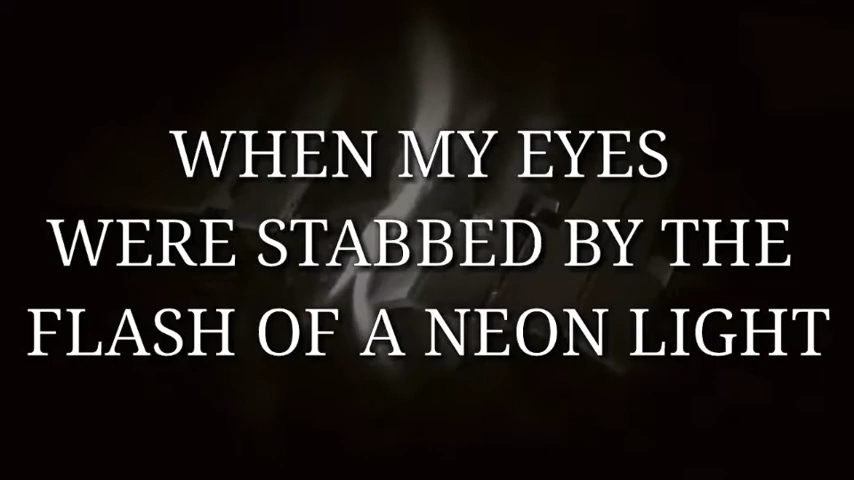 WHEN MY EYES
WERE STABBED BY THE
FLASH OF A NEON LIGHT